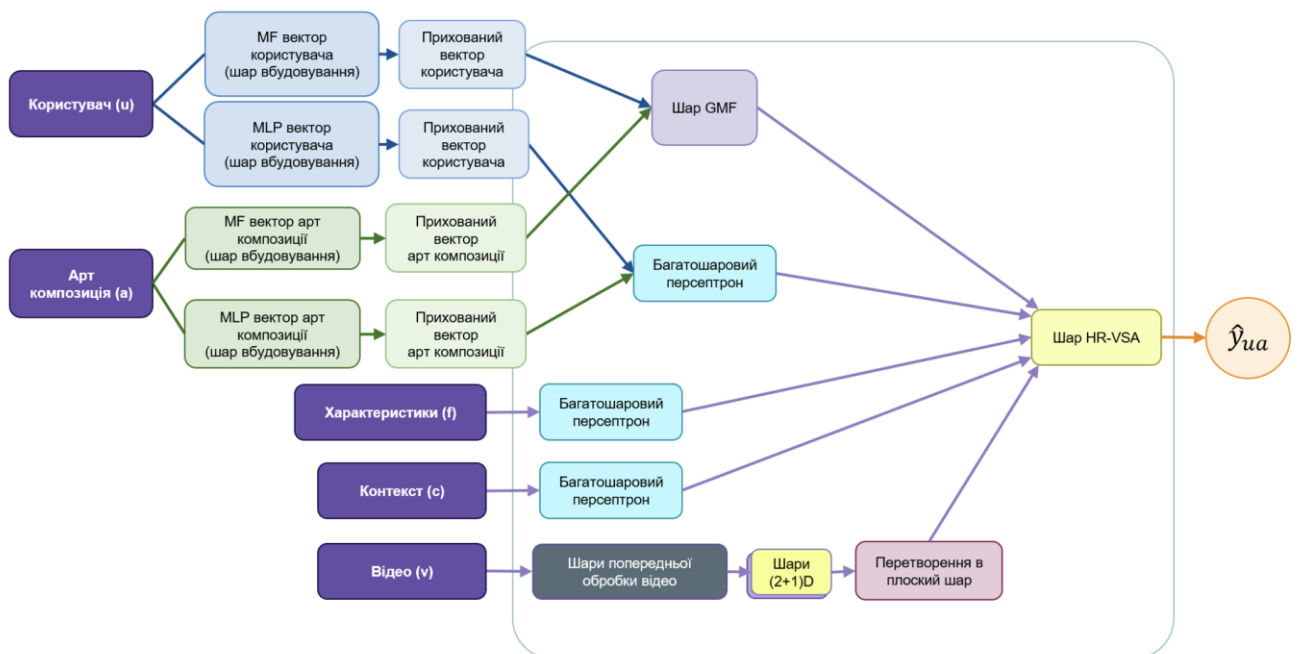 MF вектор
користувача
(шар вбудовування)
Прихований
вектор
користувача
Користувач (u)
Шар GMF
MLP вектор
користувача
(шар вбудовування)
Прихований
вектор
користувача
MF вектор арт
композиції
(шар вбудовування)
Прихований
вектор
арт композиції
Арт
композиція (a)
Багатошаровий
персептрон
MLP вектор арт
композиції
(шар вбудовування)
Прихований
вектор
арт композиції
Шар HR-VSA
ŷua
Характеристики (f)
Багатошаровий
персептрон
Контекст (c)
Багатошаровий
персептрон
Відео (v)
Шари попередньої
обробки відео
Шари
(2+1)D
Перетворення в
плоский шар